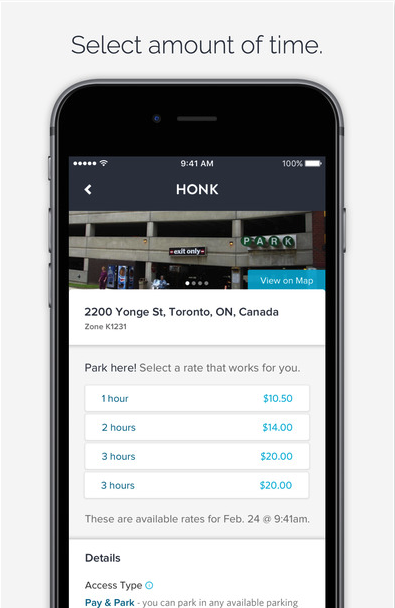 Select amount of time.
9:41 AM
100%
HONK
exit only
PARK
View on Map
2200 Yonge St, Toronto, ON, Canada
Zone K1231
Park here! Select a rate that works for you.
1 hour $10.50
2 hours $14.00
3 hours $20.00
3 hours $20.00
These are available rates for Feb. 24 @ 9:41am.
Details
Access Type
Pay & Park - you can park in any available parking